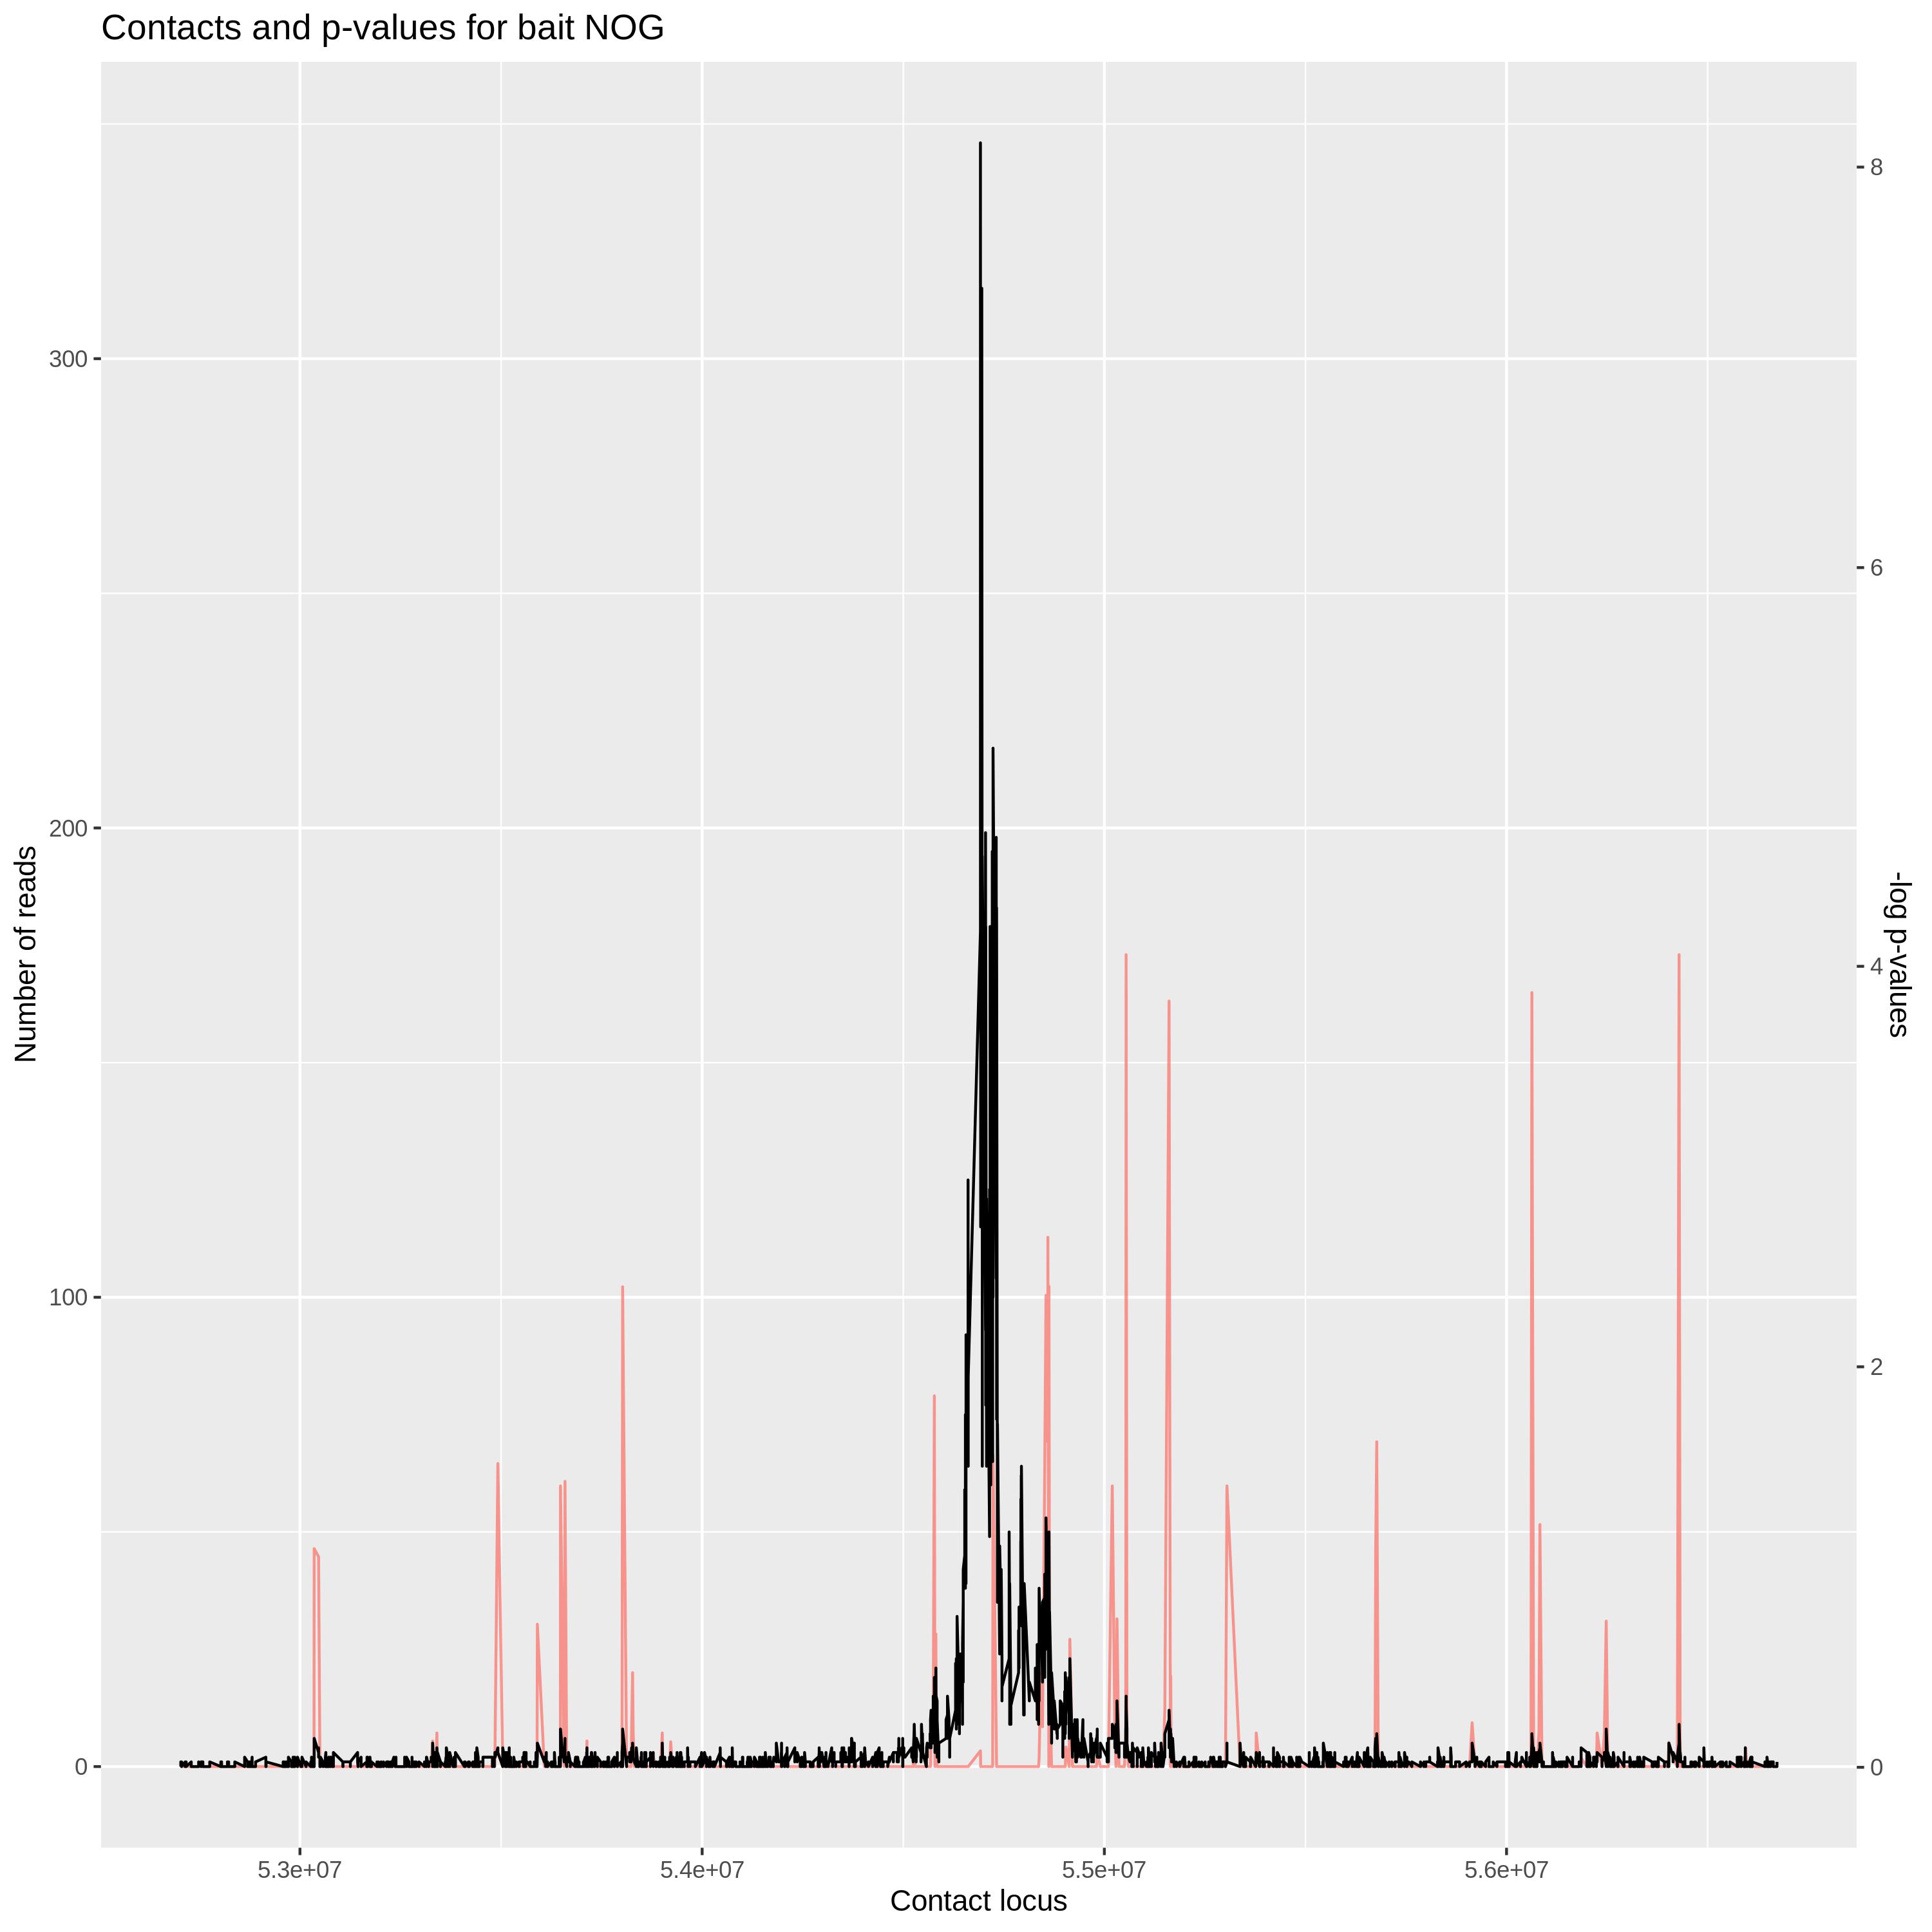 Contacts and p-values for bait NOG
Number of reads
300
200
100
0
8
6
4
2
0
-log p-values
5.3e+07
5.4e+07
5.5e+07
5.6e+07
Contact locus